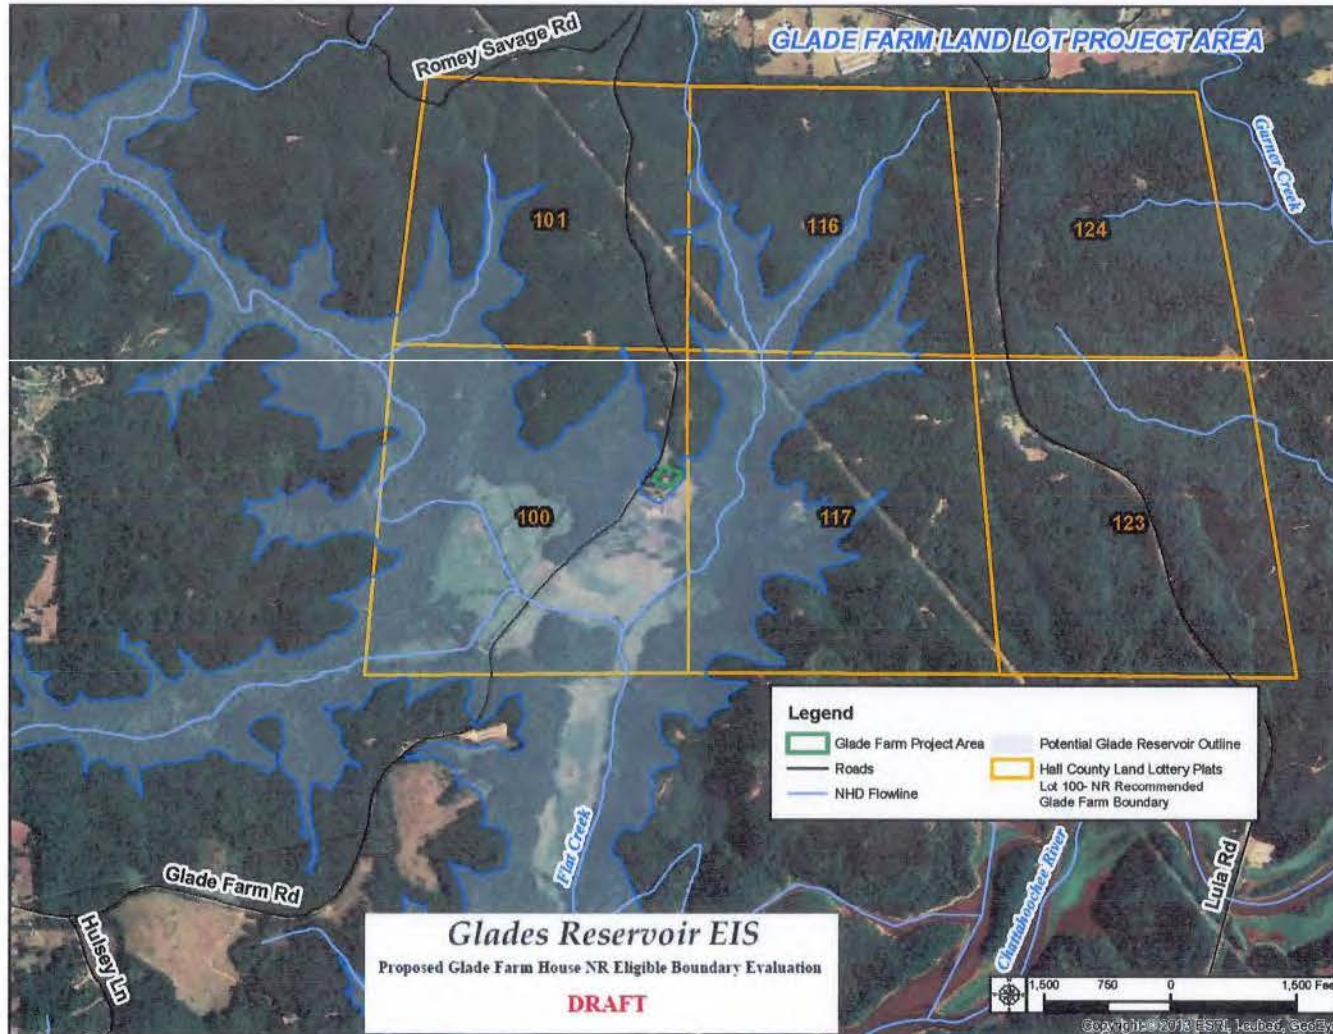 GLADE FARM LAND LOT PROJECT AREA
Romey Savage Rd
Garner Creek
101
116
124
100
117
123
Legend
Glade Farm Project Area
Roads
NHD Flowline
Potential Glade Reservoir Outline
Hall County Land Lottery Plats
Lot 100- NR Recommended
Glade Farm Boundary
Flat Creek
Glade Farm Rd
Hulsey Ln
Chattahoochee River
Lula Rd
Glades Reservoir EIS
Proposed Glade Farm House NR Eligible Boundary Evaluation
DRAFT
1,500 750 0 1,500 Fee
Copyright:© 2013 ESRI, i-cubed, GeoEy